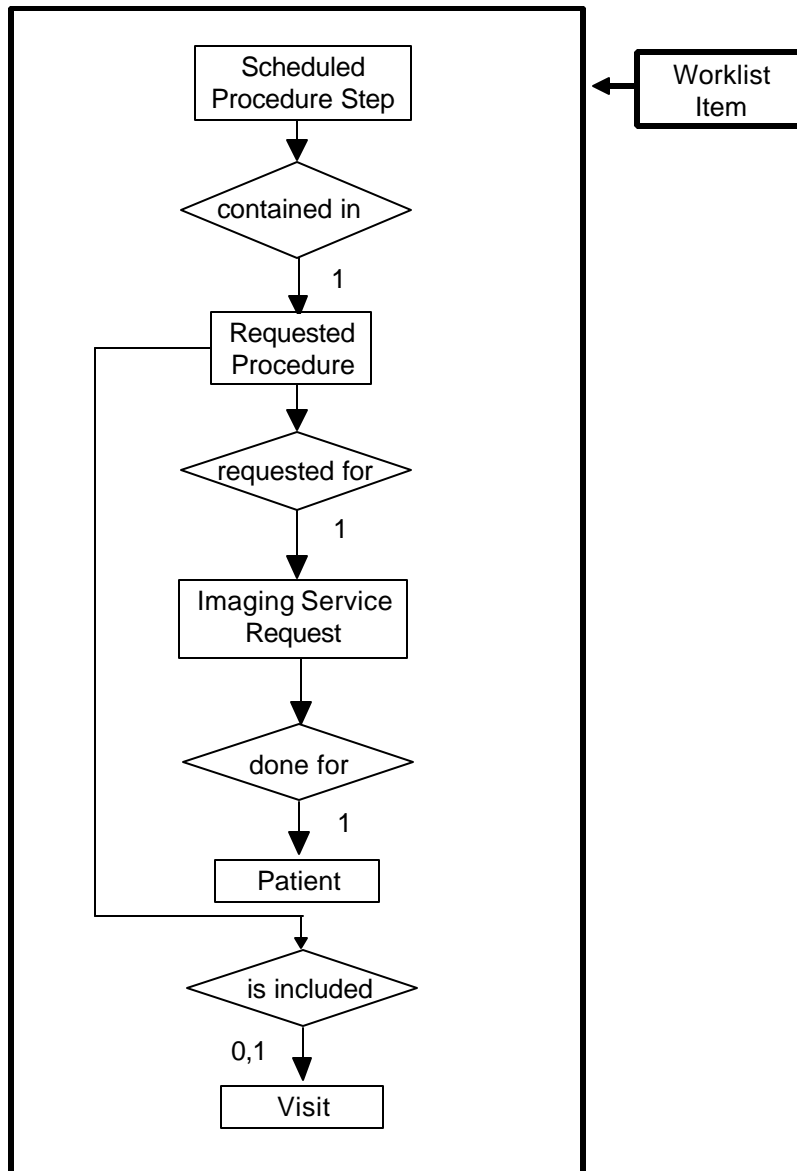 Scheduled
Procedure Step
Worklist
Item
contained in
1
Requested
Procedure
requested for
1
Imaging Service
Request
done for
1
Patient
is included
0,1
Visit